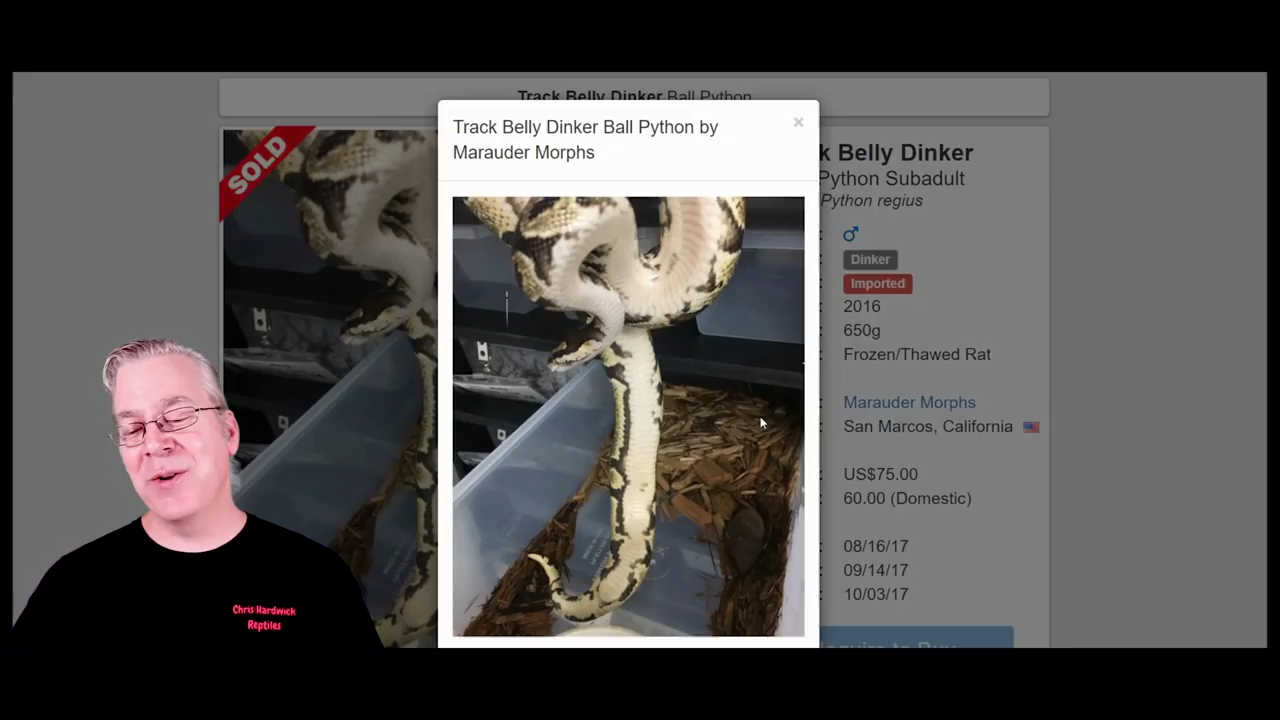 Track Belly Dinker Ball Python
SOLD
Track Belly Dinker Ball Python by
Marauder Morphs
×
k Belly Dinker
Python Subadult
Python regius
♂
Dinker
Imported
2016
650g
Frozen/Thawed Rat
Marauder Morphs
San Marcos, California
US$75.00
60.00 (Domestic)
08/16/17
09/14/17
10/03/17
Chris Hardwick
Reptiles